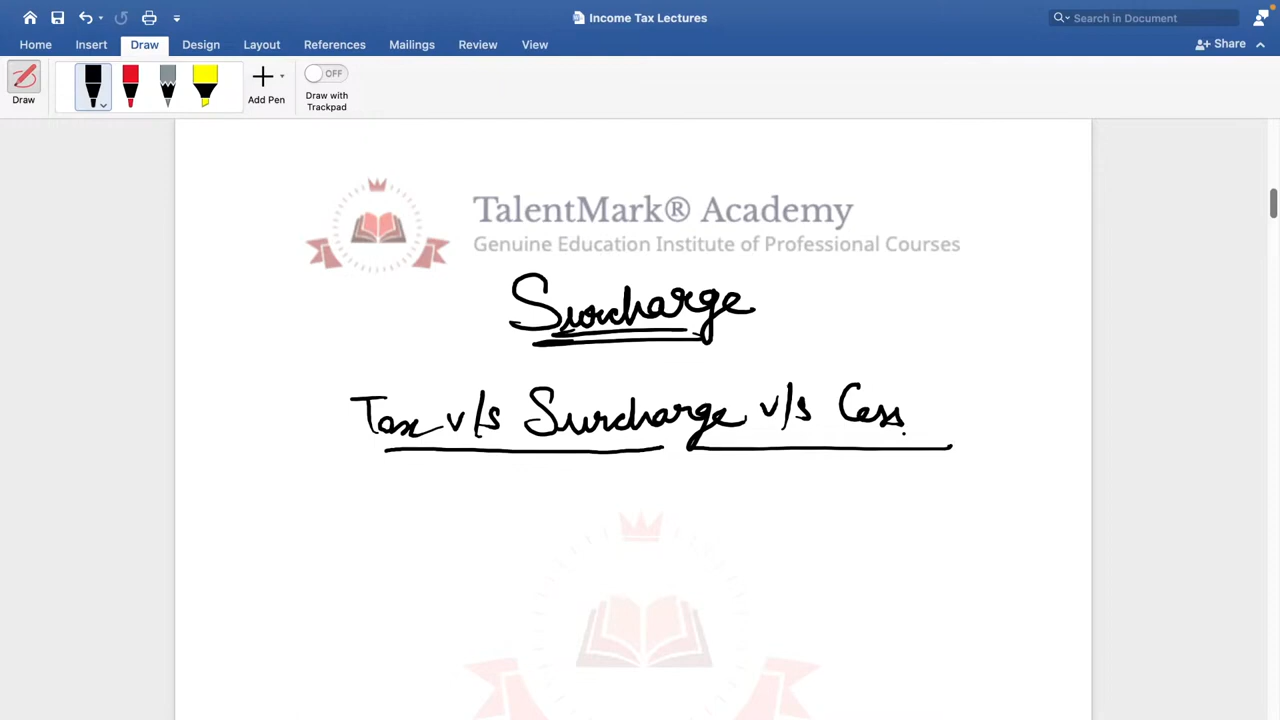 Income Tax Lectures
Search in Document
Home Insert Draw Design Layout References Mailings Review View
Share
Draw
Add Pen
OFF
Draw with
Trackpad
TalentMark® Academy
Genuine Education Institute of Professional Courses
Surcharge
Tax v/s Surcharge v/s Cess.